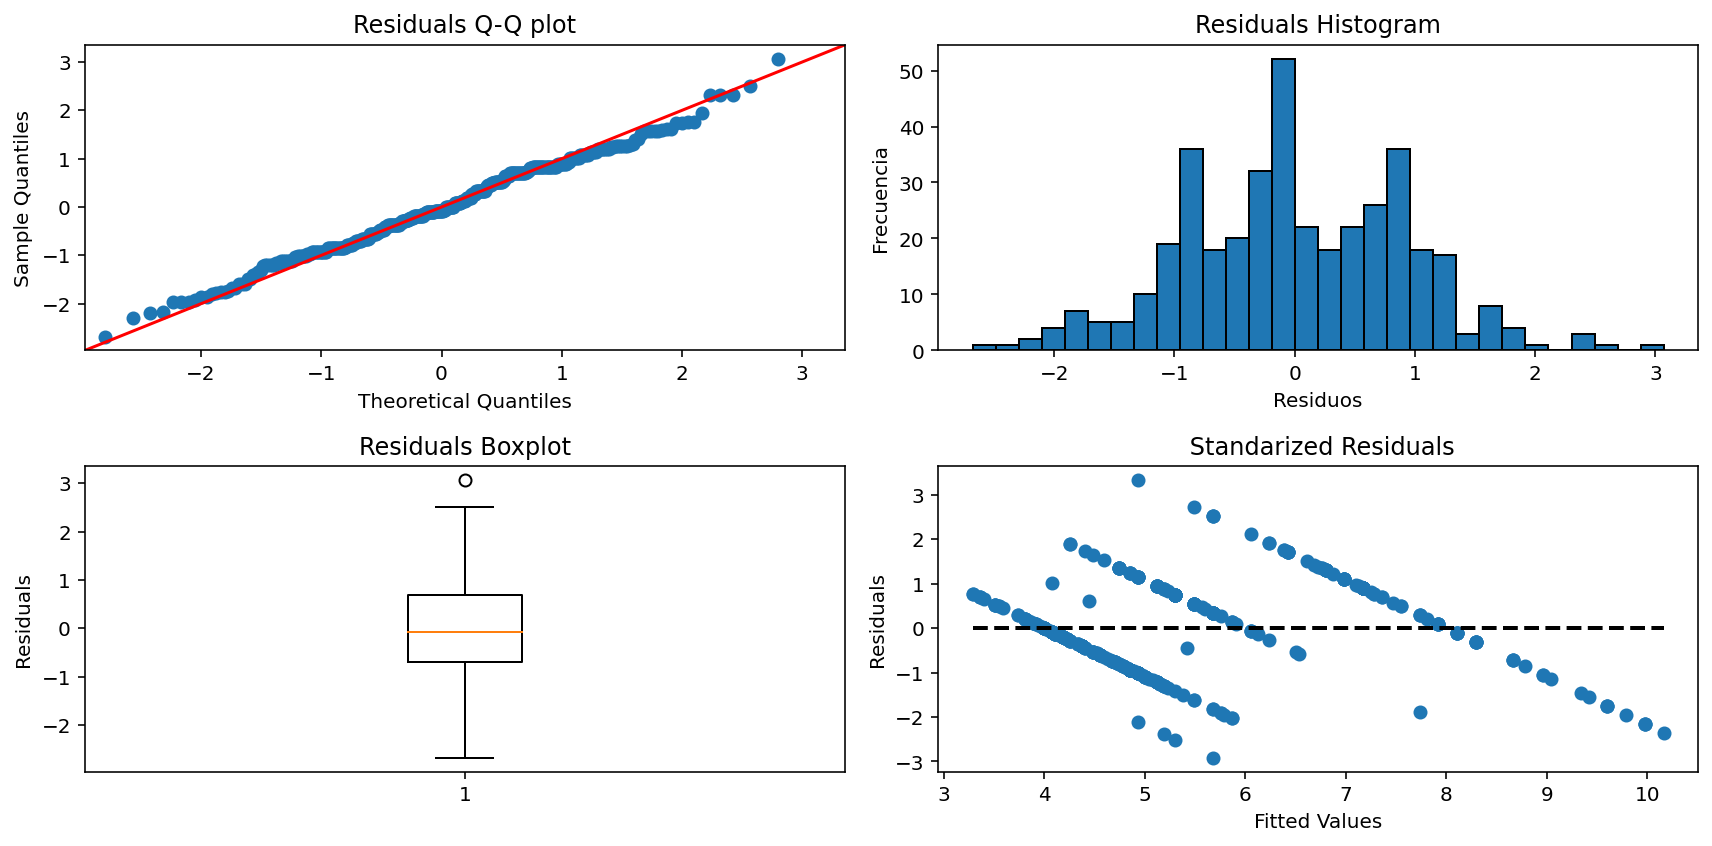 Residuals Q-Q plot
3
2
1
0
−1
−2
Sample Quantiles
−2 −1 0 1 2 3
Theoretical Quantiles
Residuals Histogram
50
40
30
20
10
0
Frecuencia
−2 −1 0 1 2 3
Residuos
Residuals Boxplot
3
2
1
0
−1
−2
Residuals
1
Standarized Residuals
3
2
1
0
−1
−2
−3
Residuals
3 4 5 6 7 8 9 10
Fitted Values